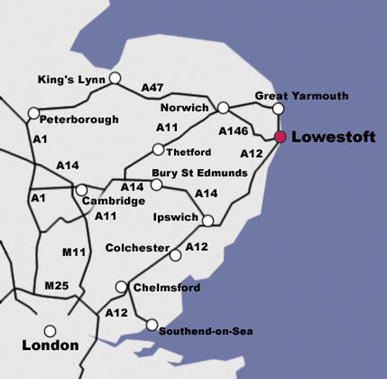 King's Lynn
A47
Great Yarmouth
Norwich
Peterborough
A11
A146
Lowestoft
A1
Thetford
A12
A14
Bury St Edmunds
A14
A14
A1
Cambridge
A11
Ipswich
M11
Colchester
A12
M25
Chelmsford
A12
Southend-on-Sea
London